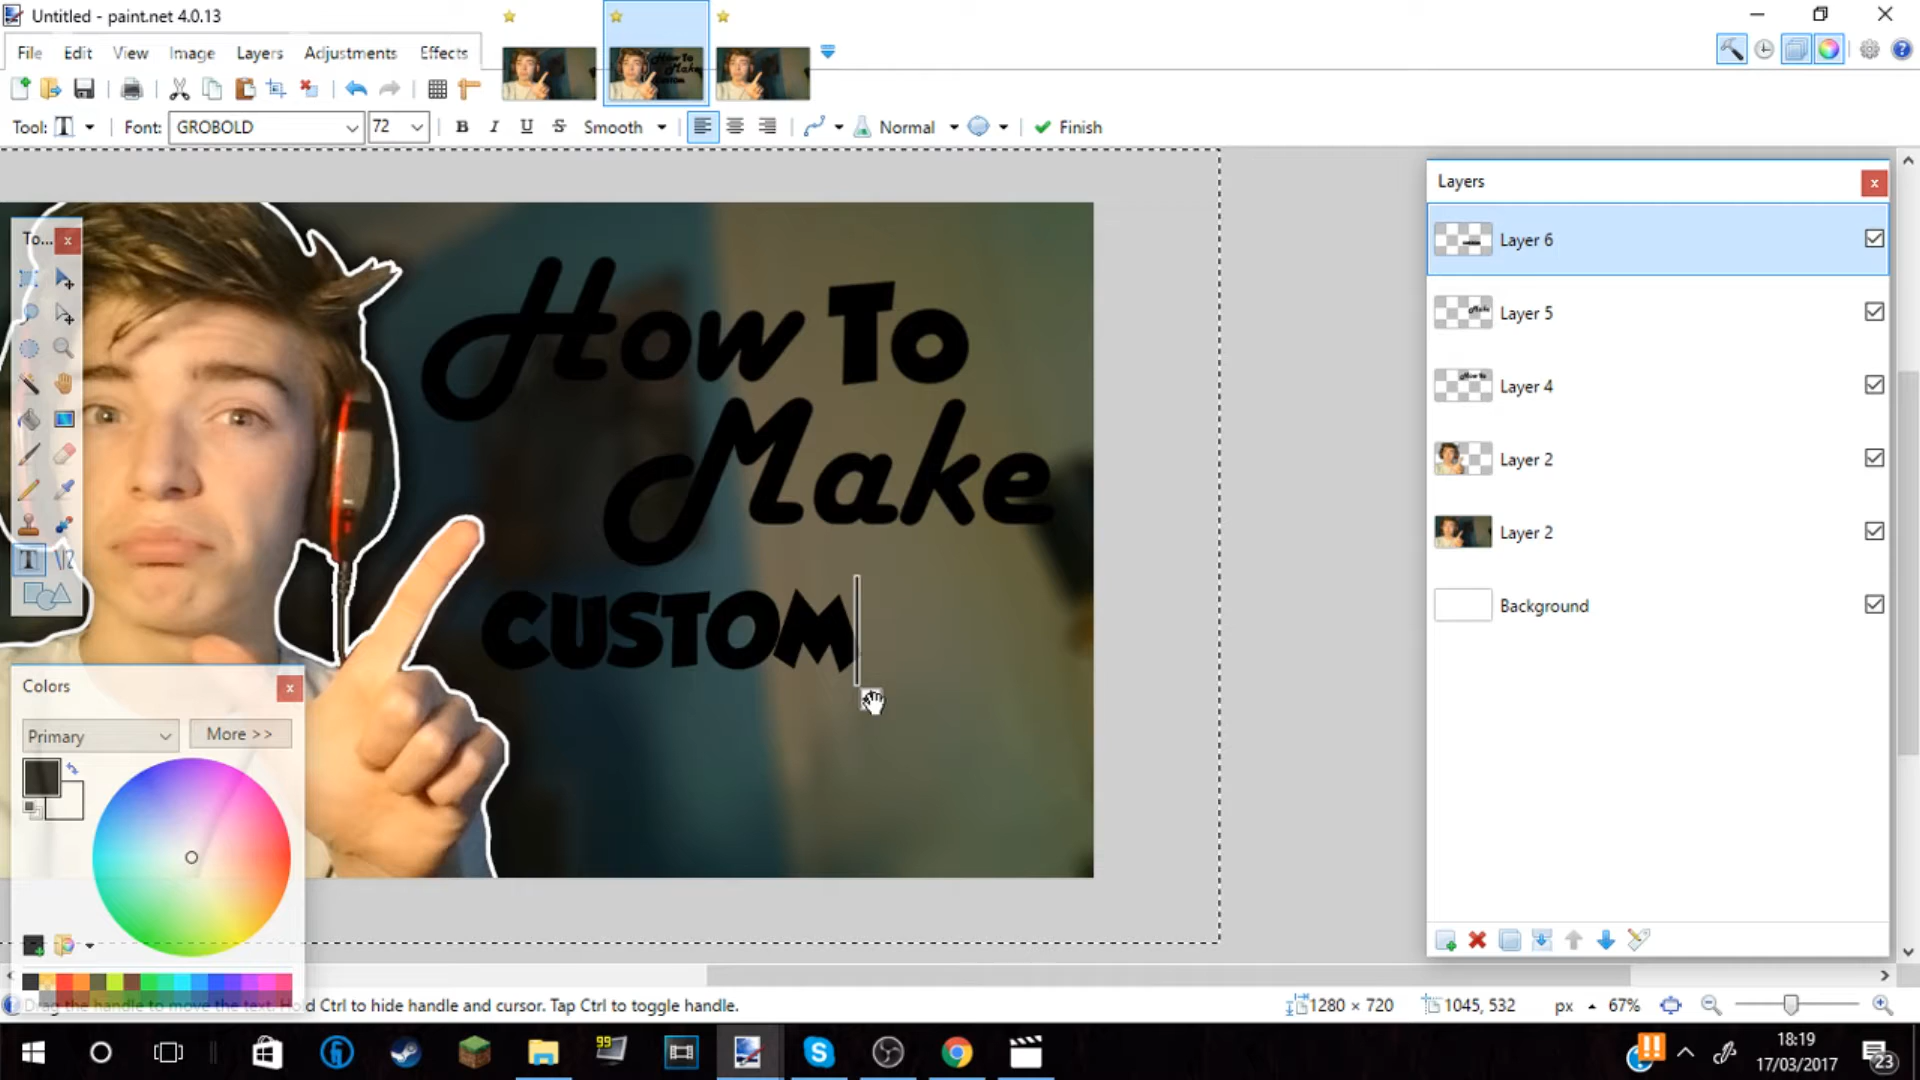 Untitled - paint.net 4.0.13
File Edit View Image Layers Adjustments Effects
Tool: T Font: GROBOLD 72 B I U S Smooth Normal Finish
Layers
Layer 6
Layer 5
Layer 4
Layer 2
Layer 2
Background
To...
How To
Make
CUSTOM
Colors
Primary
More >>
Drag the handle to move the text. Hold Ctrl to hide handle and cursor. Tap Ctrl to toggle handle.
1280 × 720
1045, 532
px
67%
99
18:19
17/03/2017
23